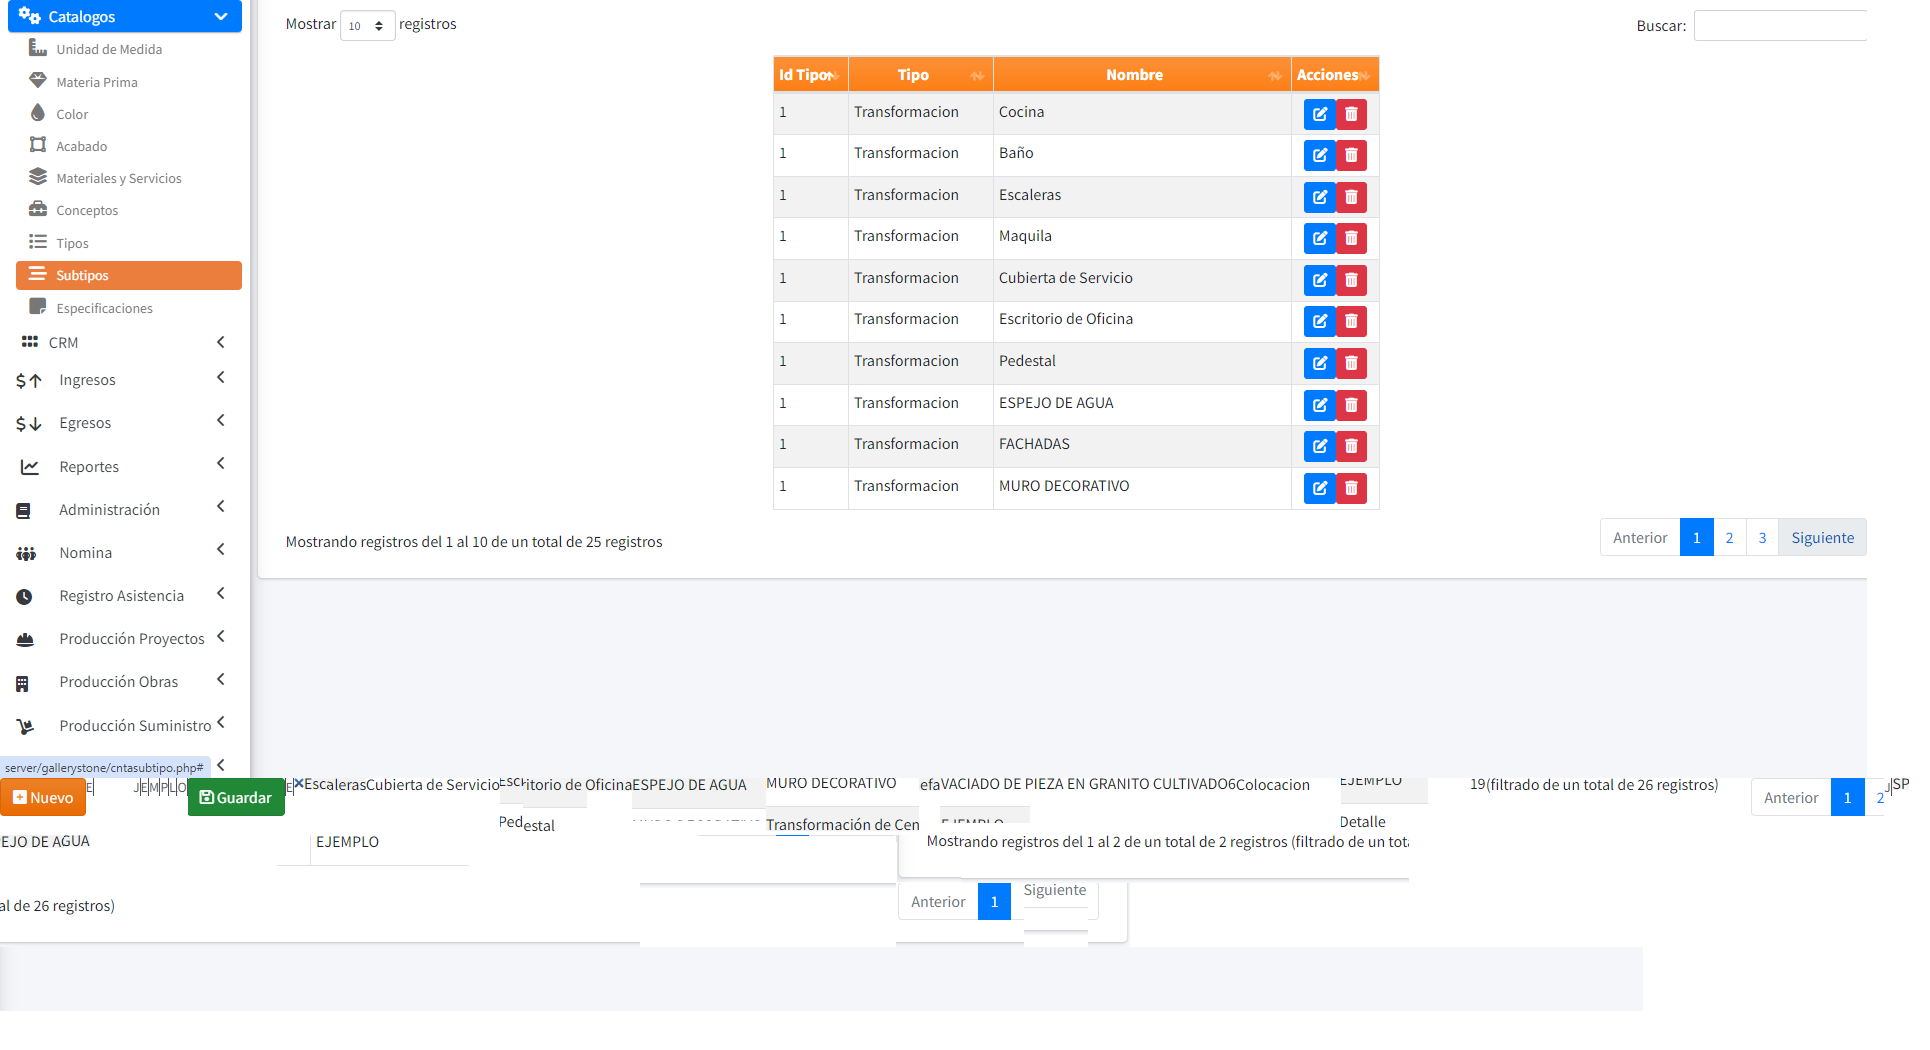 Catalogos
Unidad de Medida
Materia Prima
Color
Acabado
Materiales y Servicios
Conceptos
Tipos
Subtipos
Especificaciones
CRM
Ingresos
Egresos
Reportes
Administración
Nomina
Registro Asistencia
Producción Proyectos
Producción Obras
Producción Suministro
server/gallerystone/cntasubtipo.php#
Mostrar 10 registros
Buscar:
Id Tipo Tipo Nombre Acciones
1 Transformacion Cocina
1 Transformacion Baño
1 Transformacion Escaleras
1 Transformacion Maquila
1 Transformacion Cubierta de Servicio
1 Transformacion Escritorio de Oficina
1 Transformacion Pedestal
1 Transformacion ESPEJO DE AGUA
1 Transformacion FACHADAS
1 Transformacion MURO DECORATIVO
Mostrando registros del 1 al 10 de un total de 25 registros
Anterior 1 2 3 Siguiente
Nuevo
Guardar
EscalerasCubierta de Servicio
Escritorio de Oficina
ESPEJO DE AGUA
MURO DECORATIVO
efaVACIADO DE PIEZA EN GRANITO CULTIVADO6Colocacion
EJEMPLO
19(filtrado de un total de 26 registros)
Anterior 1 2
Pedestal
Transformación de Cen
EJEMPLO
Detalle
EJO DE AGUA
EJEMPLO
Mostrando registros del 1 al 2 de un total de 2 registros (filtrado de un tot
al de 26 registros)
Anterior 1 Siguiente